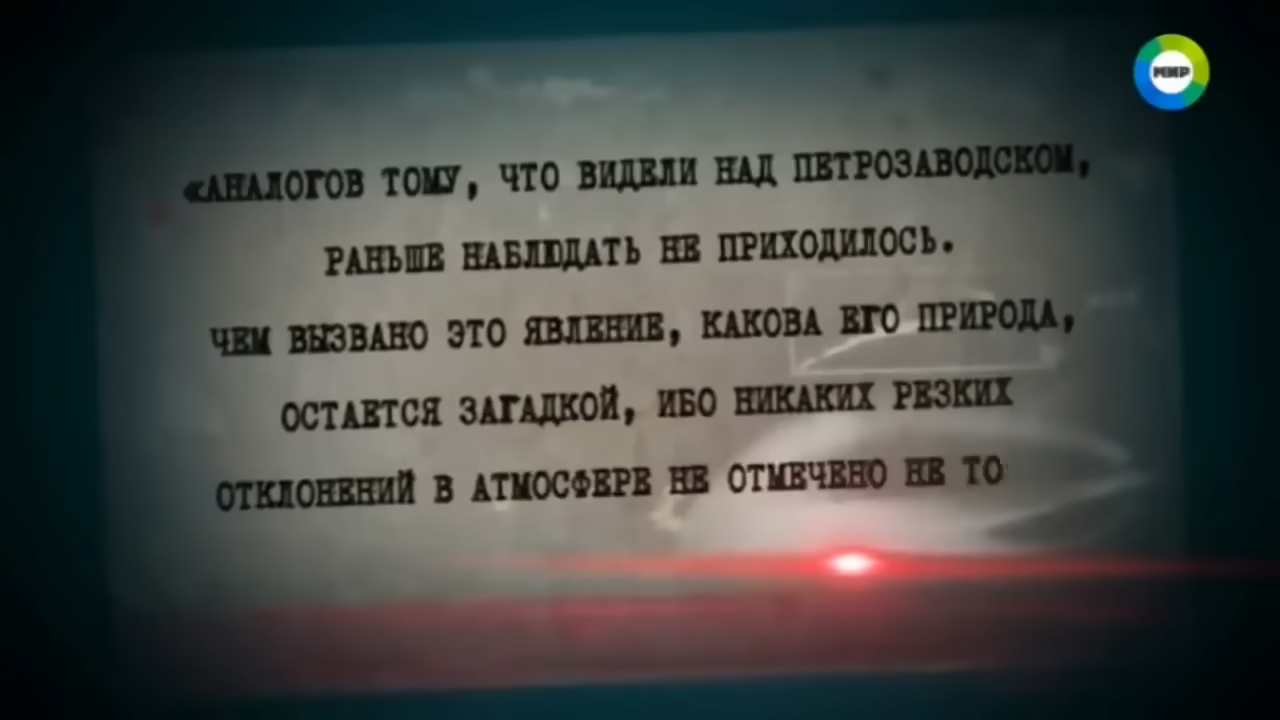 МИР
«АНАЛОГОВ ТОМУ, ЧТО ВИДЕЛИ НАД ПЕТРОЗАВОДСКОМ,
РАНЬШЕ НАБЛЮДАТЬ НЕ ПРИХОДИЛОСЬ.
ЧЕМ ВЫЗВАНО ЭТО ЯВЛЕНИЕ, КАКОВА ЕГО ПРИРОДА,
ОСТАЕТСЯ ЗАГАДКОЙ, ИБО НИКАКИХ РЕЗКИХ
ОТКЛОНЕНИЙ В АТМОСФЕРЕ НЕ ОТМЕЧЕНО НЕ ТО